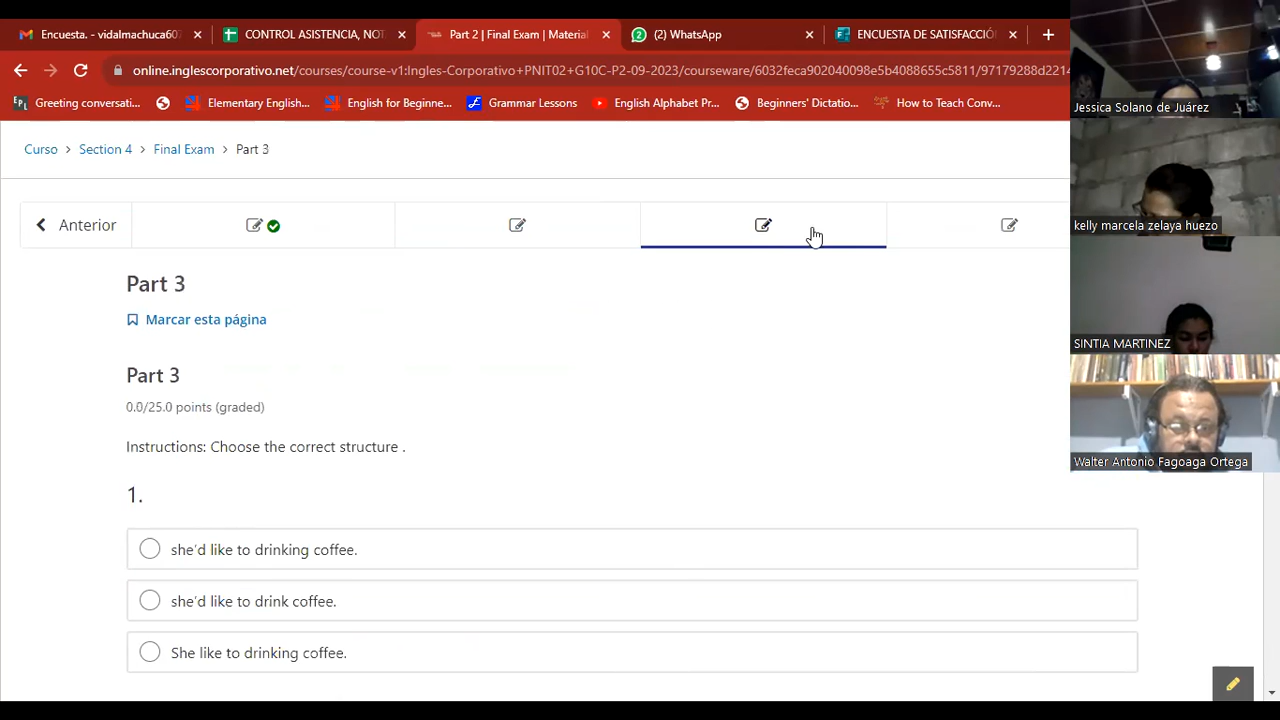 Encuesta. - vidalmachuca607
CONTROL ASISTENCIA, NOT
Part 2 | Final Exam | Material
(2) WhatsApp
ENCUESTA DE SATISFACCIÓ
online.inglescorporativo.net/courses/course-v1:Ingles-Corporativo+PNIT02+G10C-P2-09-2023/courseware/6032feca902040098e5b4088655c5811/97179288d2214
Greeting conversati...
Elementary English...
English for Beginne...
Grammar Lessons
English Alphabet Pr...
Beginners' Dictatio...
How to Teach Conv...
Jessica Solano de Juárez
kelly marcela zelaya huezo
SINTIA MARTINEZ
Walter Antonio Fagoaga Ortega
Curso > Section 4 > Final Exam > Part 3
Anterior
Part 3
Marcar esta página
Part 3
0.0/25.0 points (graded)
Instructions: Choose the correct structure .
1.
she'd like to drinking coffee.
she'd like to drink coffee.
She like to drinking coffee.